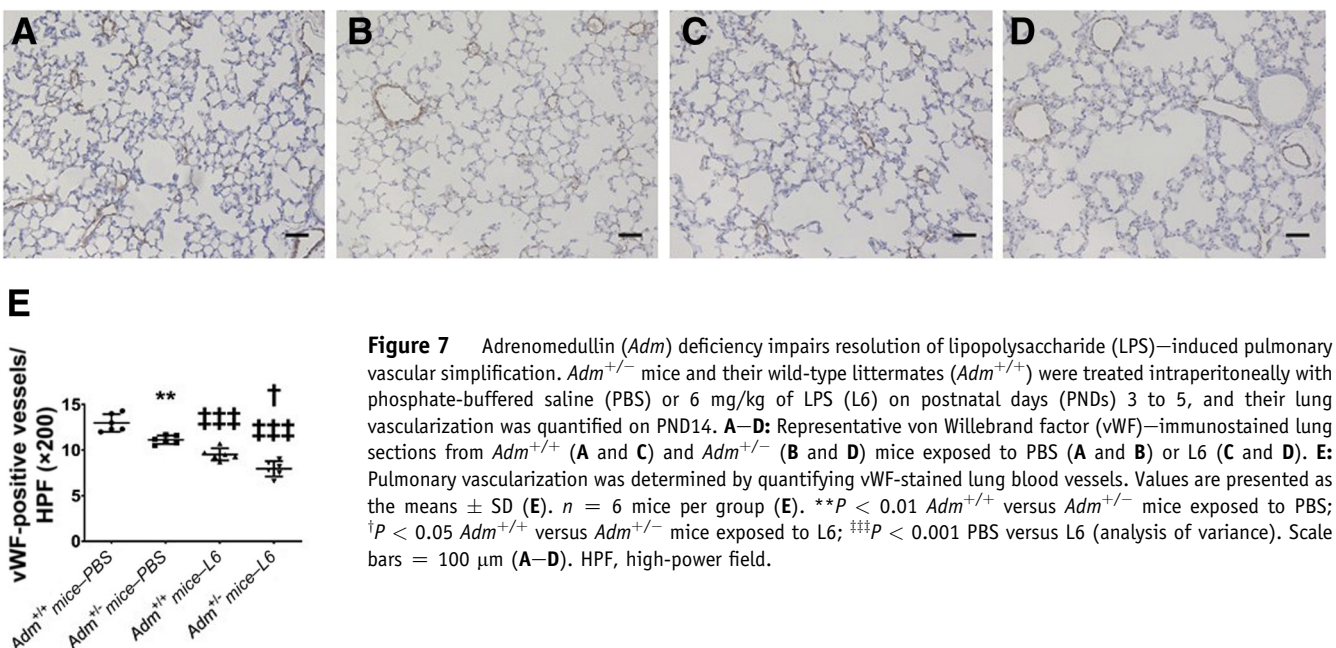 A
B
C
D
E
vWF-positive vessels/
HPF (×200)
15
10
5
0
**
‡‡‡
†
‡‡‡
Adm+/+ mice–PBS
Adm+/- mice–PBS
Adm+/+ mice–L6
Adm+/- mice–L6
Figure 7 Adrenomedullin (Adm) deficiency impairs resolution of lipopolysaccharide (LPS)–induced pulmonary
vascular simplification. Adm+/− mice and their wild-type littermates (Adm+/+) were treated intraperitoneally with
phosphate-buffered saline (PBS) or 6 mg/kg of LPS (L6) on postnatal days (PNDs) 3 to 5, and their lung
vascularization was quantified on PND14. A–D: Representative von Willebrand factor (vWF)–immunostained lung
sections from Adm+/+ (A and C) and Adm+/− (B and D) mice exposed to PBS (A and B) or L6 (C and D). E:
Pulmonary vascularization was determined by quantifying vWF-stained lung blood vessels. Values are presented as
the means ± SD (E). n = 6 mice per group (E). **P < 0.01 Adm+/+ versus Adm+/− mice exposed to PBS;
†P < 0.05 Adm+/+ versus Adm+/− mice exposed to L6; ‡‡‡P < 0.001 PBS versus L6 (analysis of variance). Scale
bars = 100 μm (A–D). HPF, high-power field.